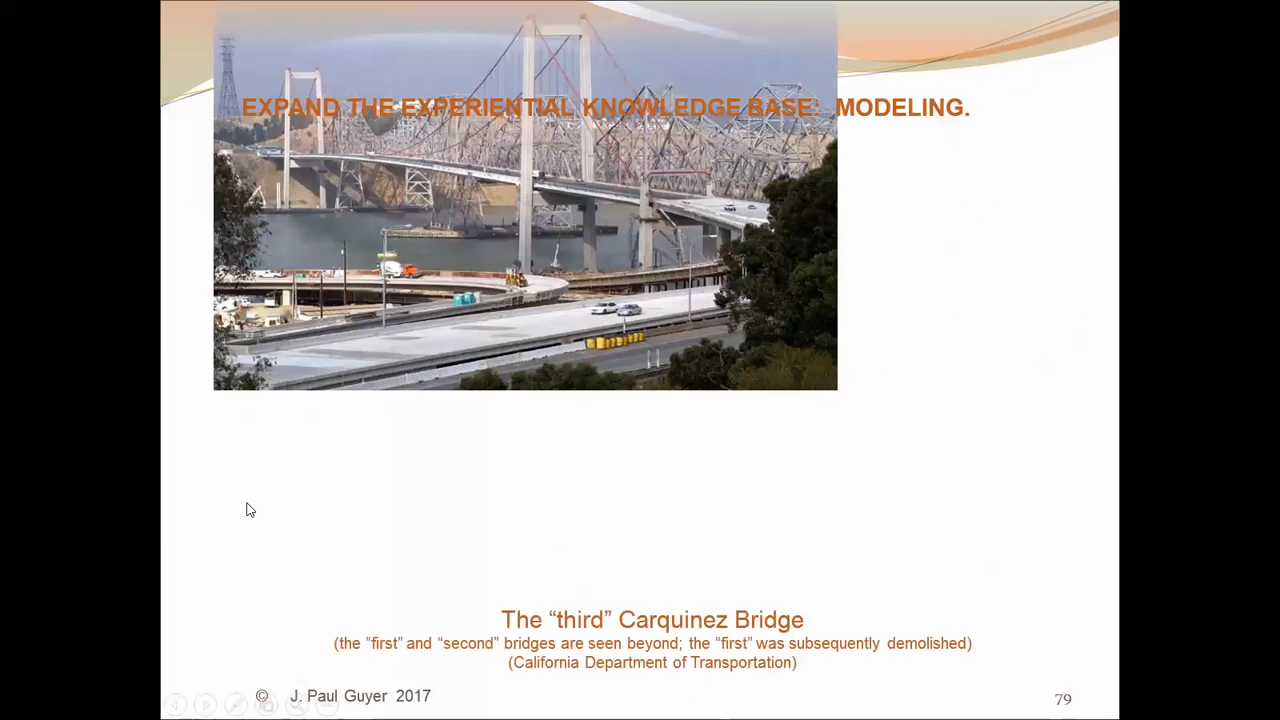 EXPAND THE EXPERIENTIAL KNOWLEDGE BASE: MODELING.
The “third” Carquinez Bridge
(the “first” and “second” bridges are seen beyond; the “first” was subsequently demolished)
(California Department of Transportation)
© J. Paul Guyer 2017
79